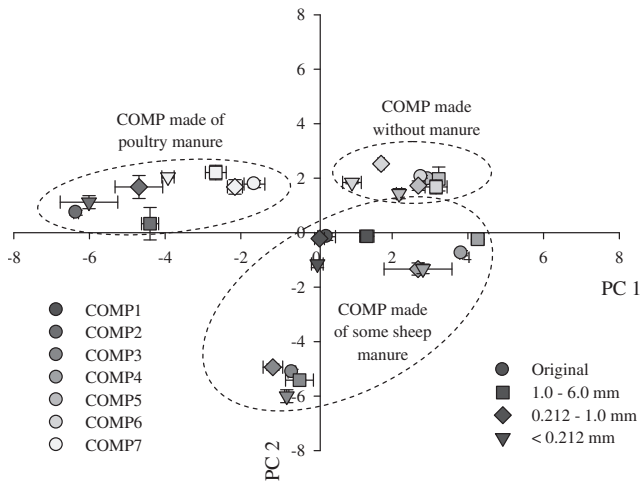 8
6
COMP made of
poultry manure
COMP made
without manure
4
2
0
-8
-6
-4
-2
0
2
4
6
8
PC 1
-2
COMP made
of some sheep
manure
-4
-6
-8
PC 2
COMP1
COMP2
COMP3
COMP4
COMP5
COMP6
COMP7
Original
1.0 - 6.0 mm
0.212 - 1.0 mm
< 0.212 mm